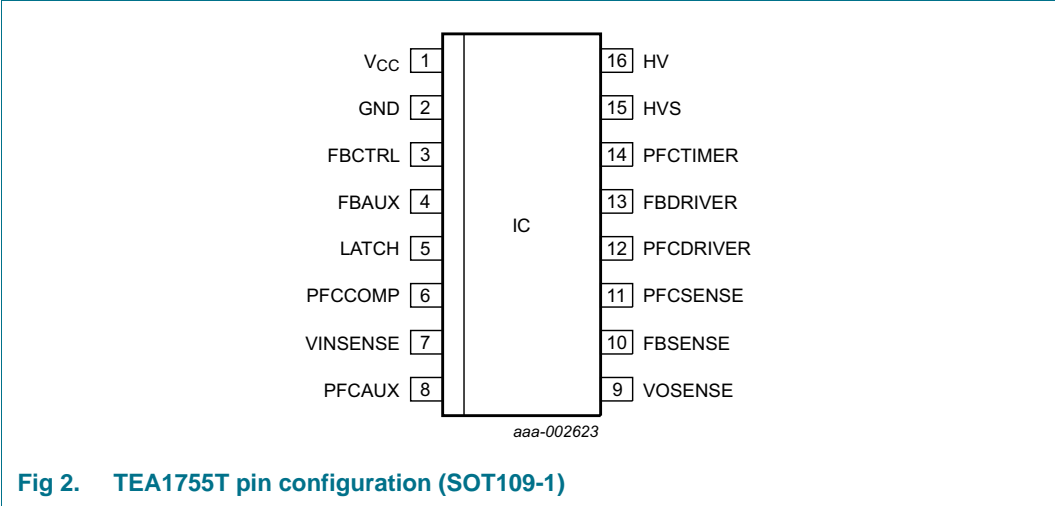 VCC 1 16 HV
GND 2 15 HVS
FBCTRL 3 14 PFCTIMER
FBAUX 4 13 FBDRIVER
IC
LATCH 5 12 PFCDRIVER
PFCCOMP 6 11 PFCSENSE
VINSENSE 7 10 FBSENSE
PFCAUX 8 9 VOSENSE
aaa-002623
Fig 2. TEA1755T pin configuration (SOT109-1)